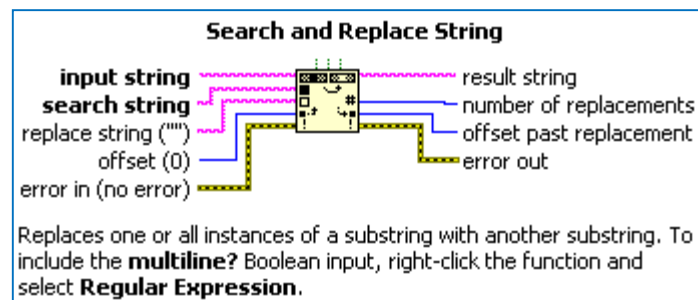 Search and Replace String
input string
search string
replace string ("")
offset (0)
error in (no error)
result string
number of replacements
offset past replacement
error out
#
Replaces one or all instances of a substring with another substring. To
include the multiline? Boolean input, right-click the function and
select Regular Expression.